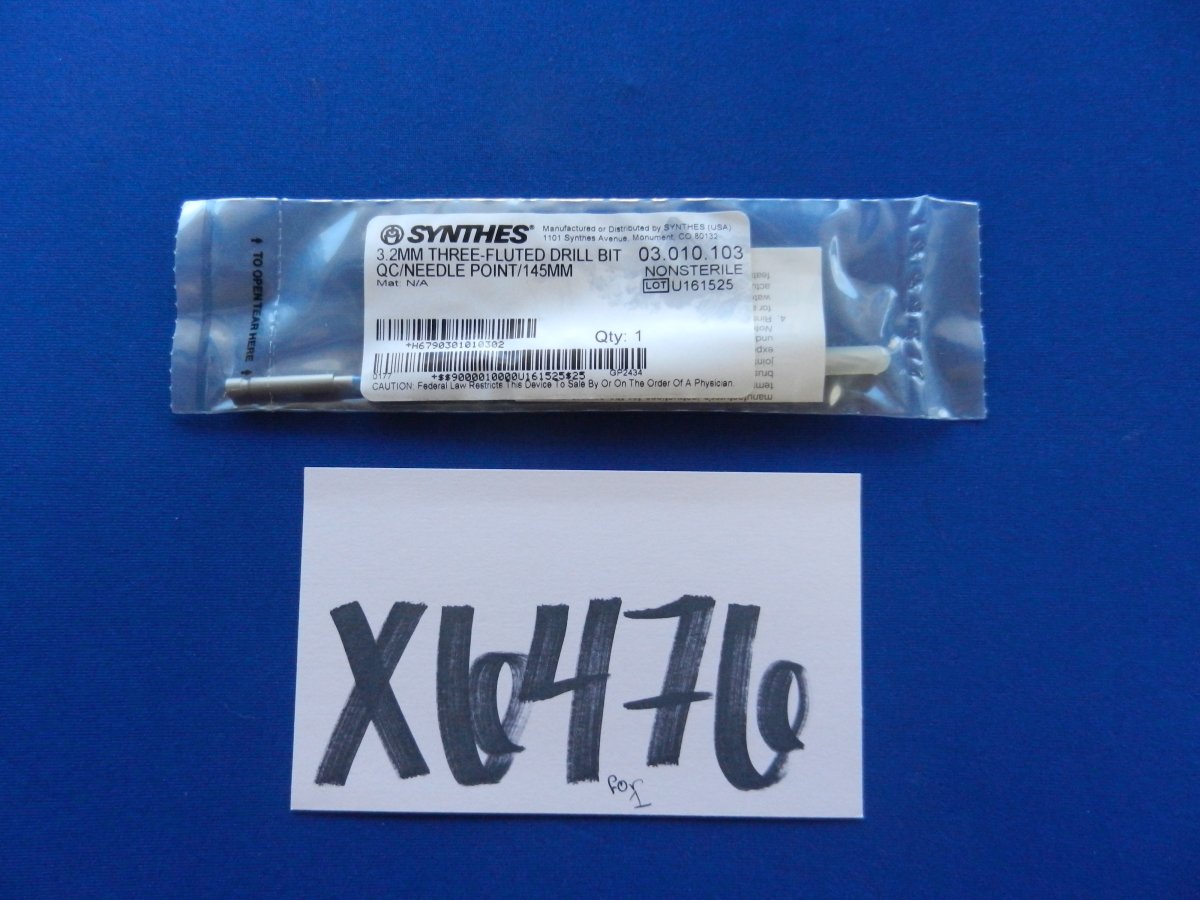 ↑ TO OPEN TEAR HERE ↓
SYNTHES® Manufactured or Distributed by SYNTHES (USA)
1101 Synthes Avenue, Monument, CO 80132
3.2MM THREE-FLUTED DRILL BIT 03.010.103
QC/NEEDLE POINT/145MM NONSTERILE
Mat: N/A LOT U161525
Qty: 1
*H6790301010302
0177 *$$9000010000U161525$25 GP2434
CAUTION: Federal Law Restricts This Device To Sale By Or On The Order Of A Physician.
X6476
for 1